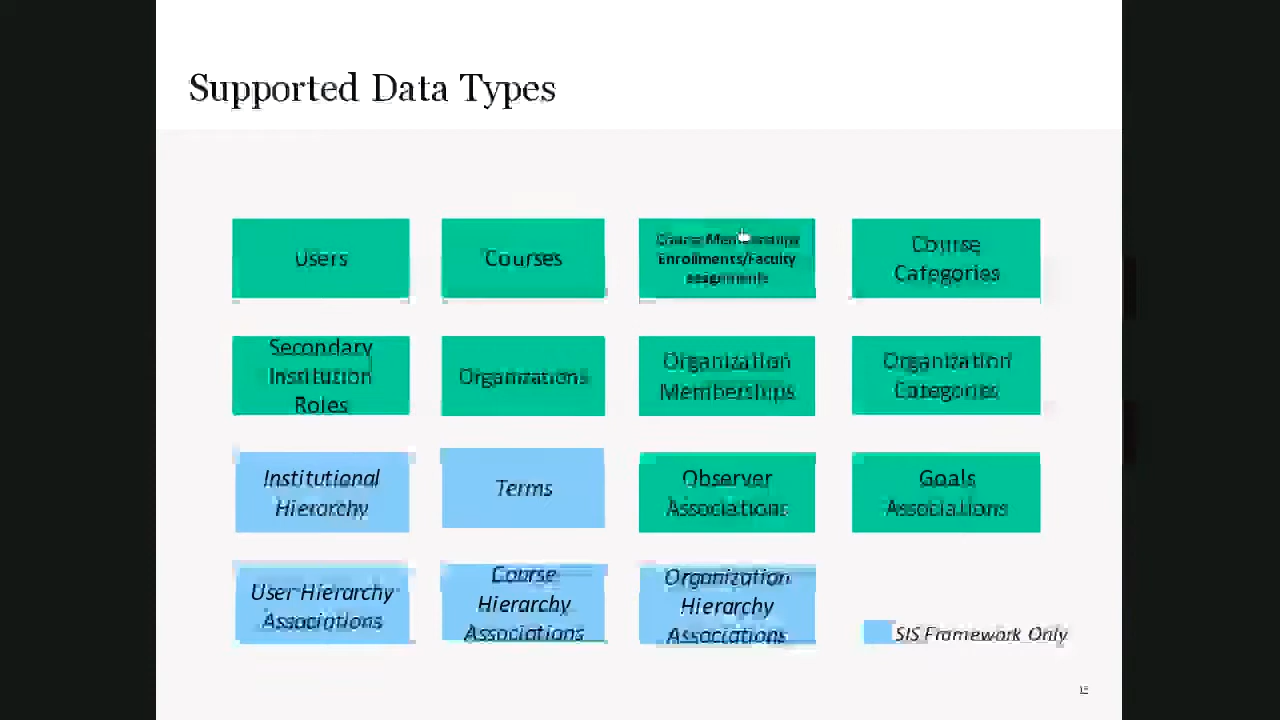 Supported Data Types
Users
Courses
Course Memberships
Enrollments/Faculty
assignments
Course
Categories
Secondary
Institution
Roles
Organizations
Organization
Memberships
Organization
Categories
Institutional
Hierarchy
Terms
Observer
Associations
Goals
Associations
User Hierarchy
Associations
Course
Hierarchy
Associations
Organization
Hierarchy
Associations
SIS Framework Only